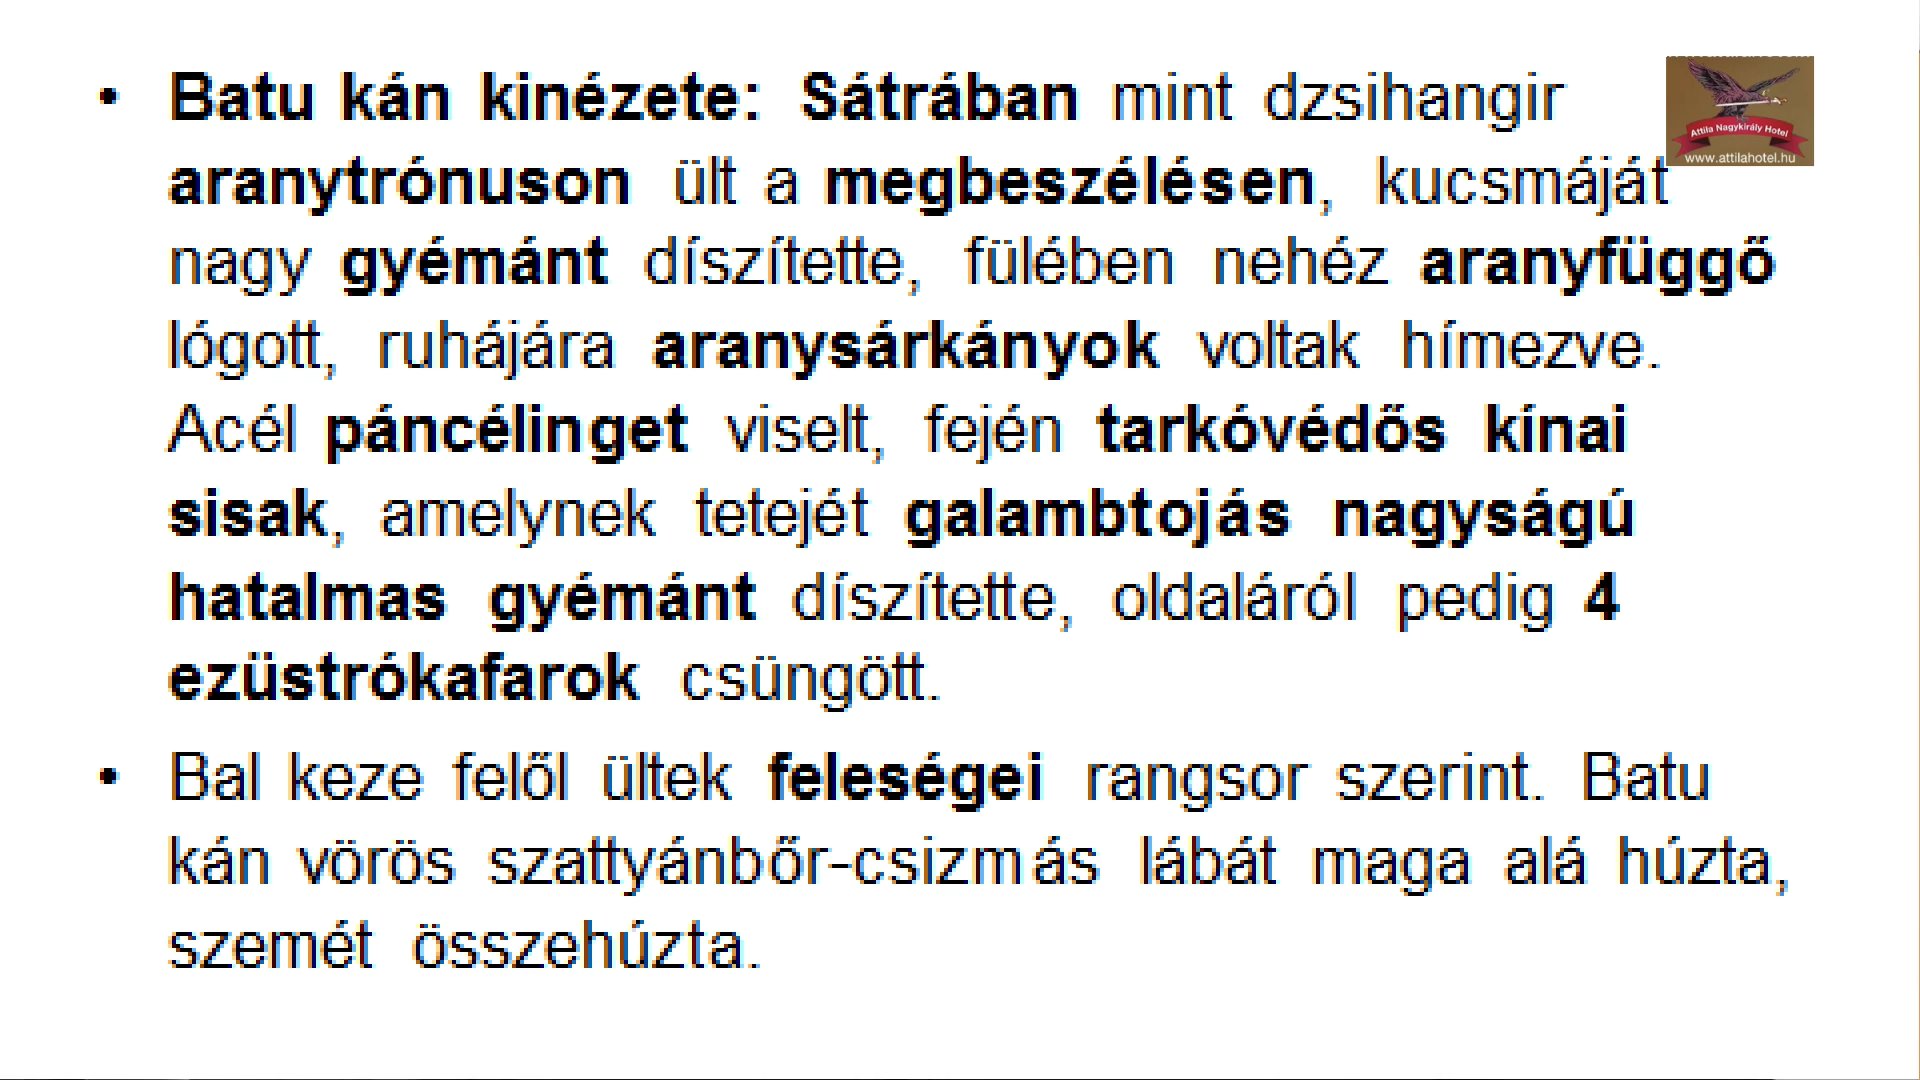 • Batu kán kinézete: Sátrában mint dzsihangir
aranytrónuson ült a megbeszélésen, kucsmáját
nagy gyémánt díszítette, fülében nehéz aranyfüggő
lógott, ruhájára aranysárkányok voltak hímezve.
Acél páncélinget viselt, fején tarkóvédős kínai
sisak, amelynek tetejét galambtojás nagyságú
hatalmas gyémánt díszítette, oldaláról pedig 4
ezüstrókafarok csüngött.
• Bal keze felől ültek feleségei rangsor szerint. Batu
kán vörös szattyánbőr-csizmás lábát maga alá húzta,
szemét összehúzta.
Attila Nagykirály Hotel
www.attilahotel.hu